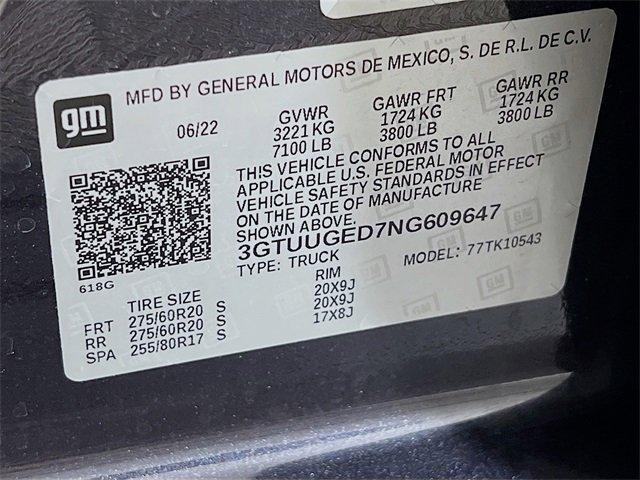 MFD BY GENERAL MOTORS DE MEXICO, S. DE R.L. DE C.V.
gm
06/22
GVWR GAWR FRT GAWR RR
3221 KG 1724 KG 1724 KG
7100 LB 3800 LB 3800 LB
THIS VEHICLE CONFORMS TO ALL
APPLICABLE U.S. FEDERAL MOTOR
VEHICLE SAFETY STANDARDS IN EFFECT
ON THE DATE OF MANUFACTURE
SHOWN ABOVE.
3GTUUGED7NG609647
TYPE: TRUCK MODEL: 77TK10543
618G
TIRE SIZE RIM
FRT 275/60R20 S 20X9J
RR 275/60R20 S 20X9J
SPA 255/80R17 S 17X8J